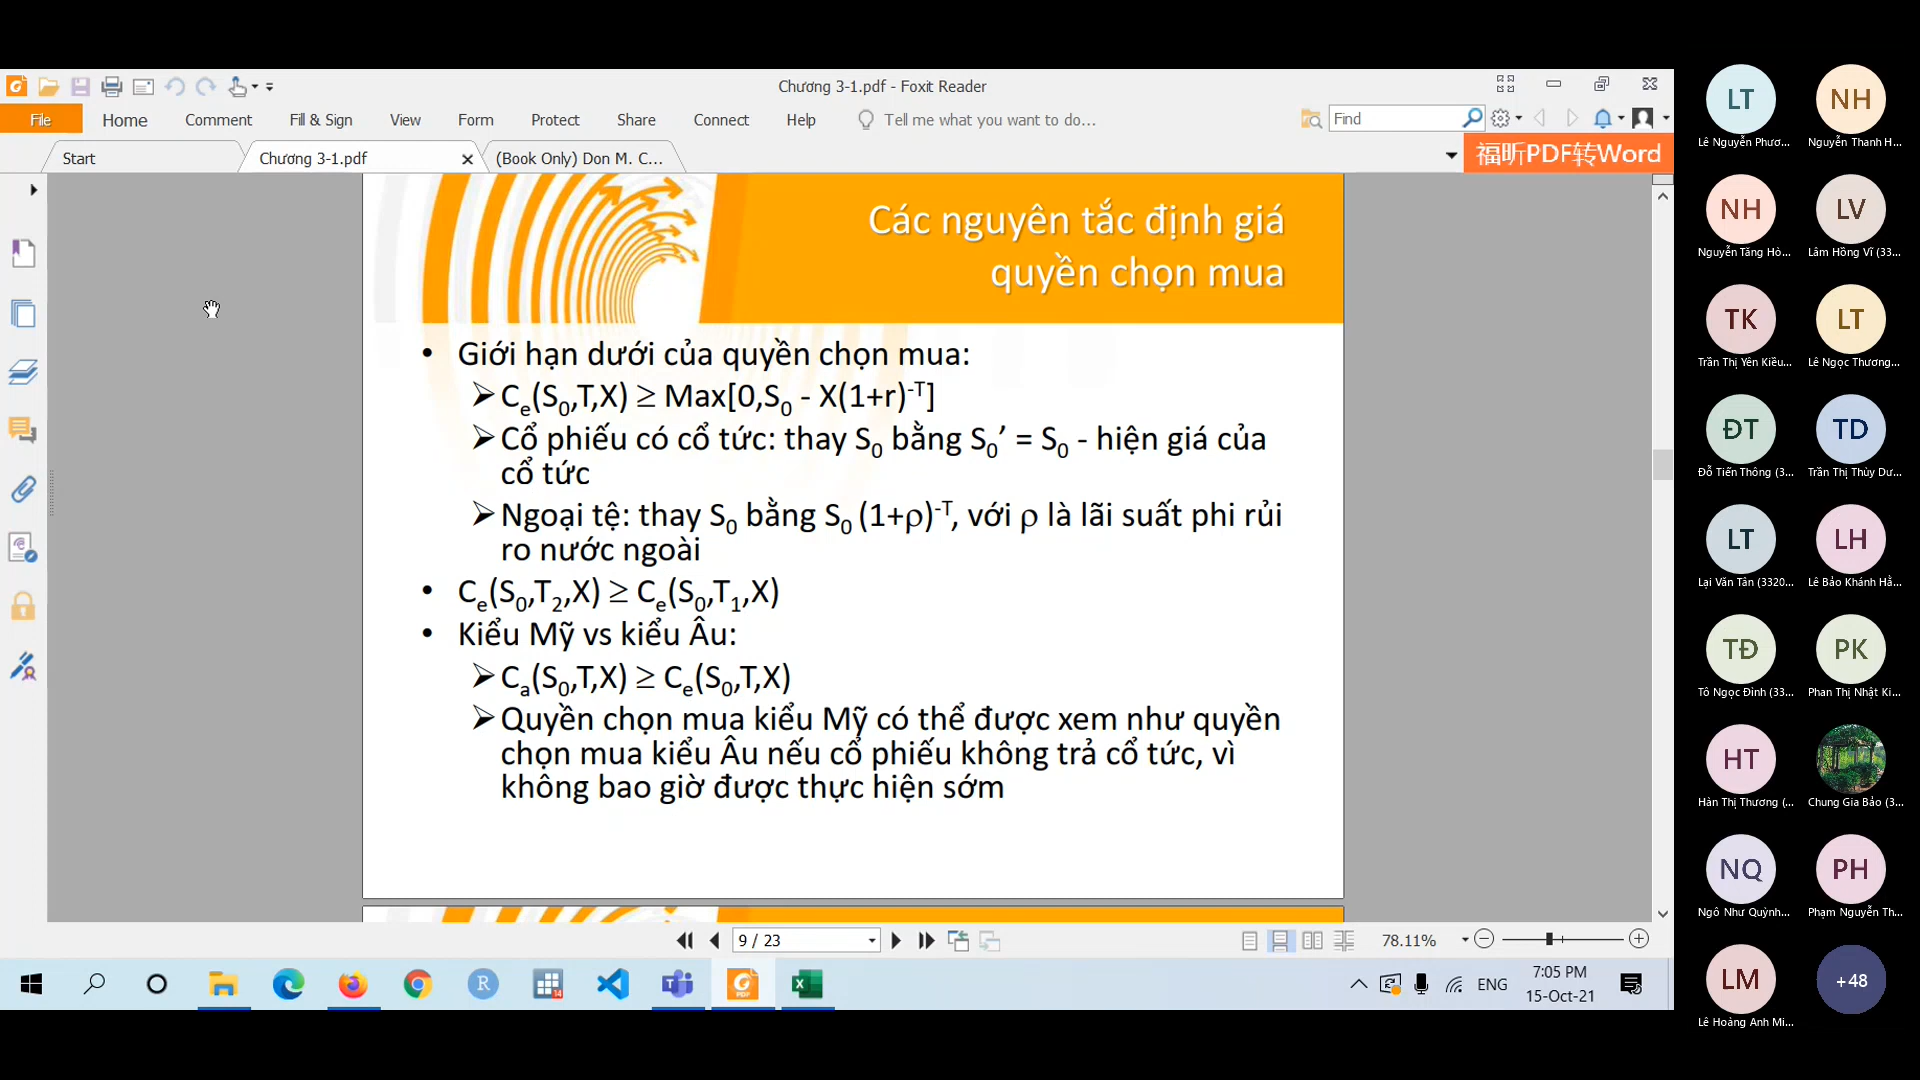 Chương 3-1.pdf - Foxit Reader
File Home Comment Fill & Sign View Form Protect Share Connect Help Tell me what you want to do... Find
Start Chương 3-1.pdf (Book Only) Don M. C... 福昕PDF转Word
Các nguyên tắc định giá
quyền chọn mua
• Giới hạn dưới của quyền chọn mua:
➢Cₑ(S₀,T,X) ≥ Max[0,S₀ - X(1+r)⁻ᵀ]
➢Cổ phiếu có cổ tức: thay S₀ bằng S₀’ = S₀ - hiện giá của
cổ tức
➢Ngoại tệ: thay S₀ bằng S₀ (1+ρ)⁻ᵀ, với ρ là lãi suất phi rủi
ro nước ngoài
• Cₑ(S₀,T₂,X) ≥ Cₑ(S₀,T₁,X)
• Kiểu Mỹ vs kiểu Âu:
➢Cₐ(S₀,T,X) ≥ Cₑ(S₀,T,X)
➢Quyền chọn mua kiểu Mỹ có thể được xem như quyền
chọn mua kiểu Âu nếu cổ phiếu không trả cổ tức, vì
không bao giờ được thực hiện sớm
9 / 23
78.11%
ENG
7:05 PM
15-Oct-21
LT NH
Lê Nguyễn Phươ... Nguyễn Thanh H...
NH LV
Nguyễn Tăng Hò... Lâm Hồng Vĩ (33...
TK LT
Trần Thị Yên Kiều... Lê Ngọc Thương...
ĐT TD
Đỗ Tiến Thông (3... Trần Thị Thùy Dư...
LT LH
Lại Văn Tân (3320... Lê Bảo Khánh Hằ...
TĐ PK
Tô Ngọc Đình (33... Phan Thị Nhật Ki...
HT
Hàn Thị Thương (... Chung Gia Bảo (3...
NQ PH
Ngô Như Quỳnh... Phạm Nguyễn Th...
LM +48
Lê Hoàng Anh Mi...